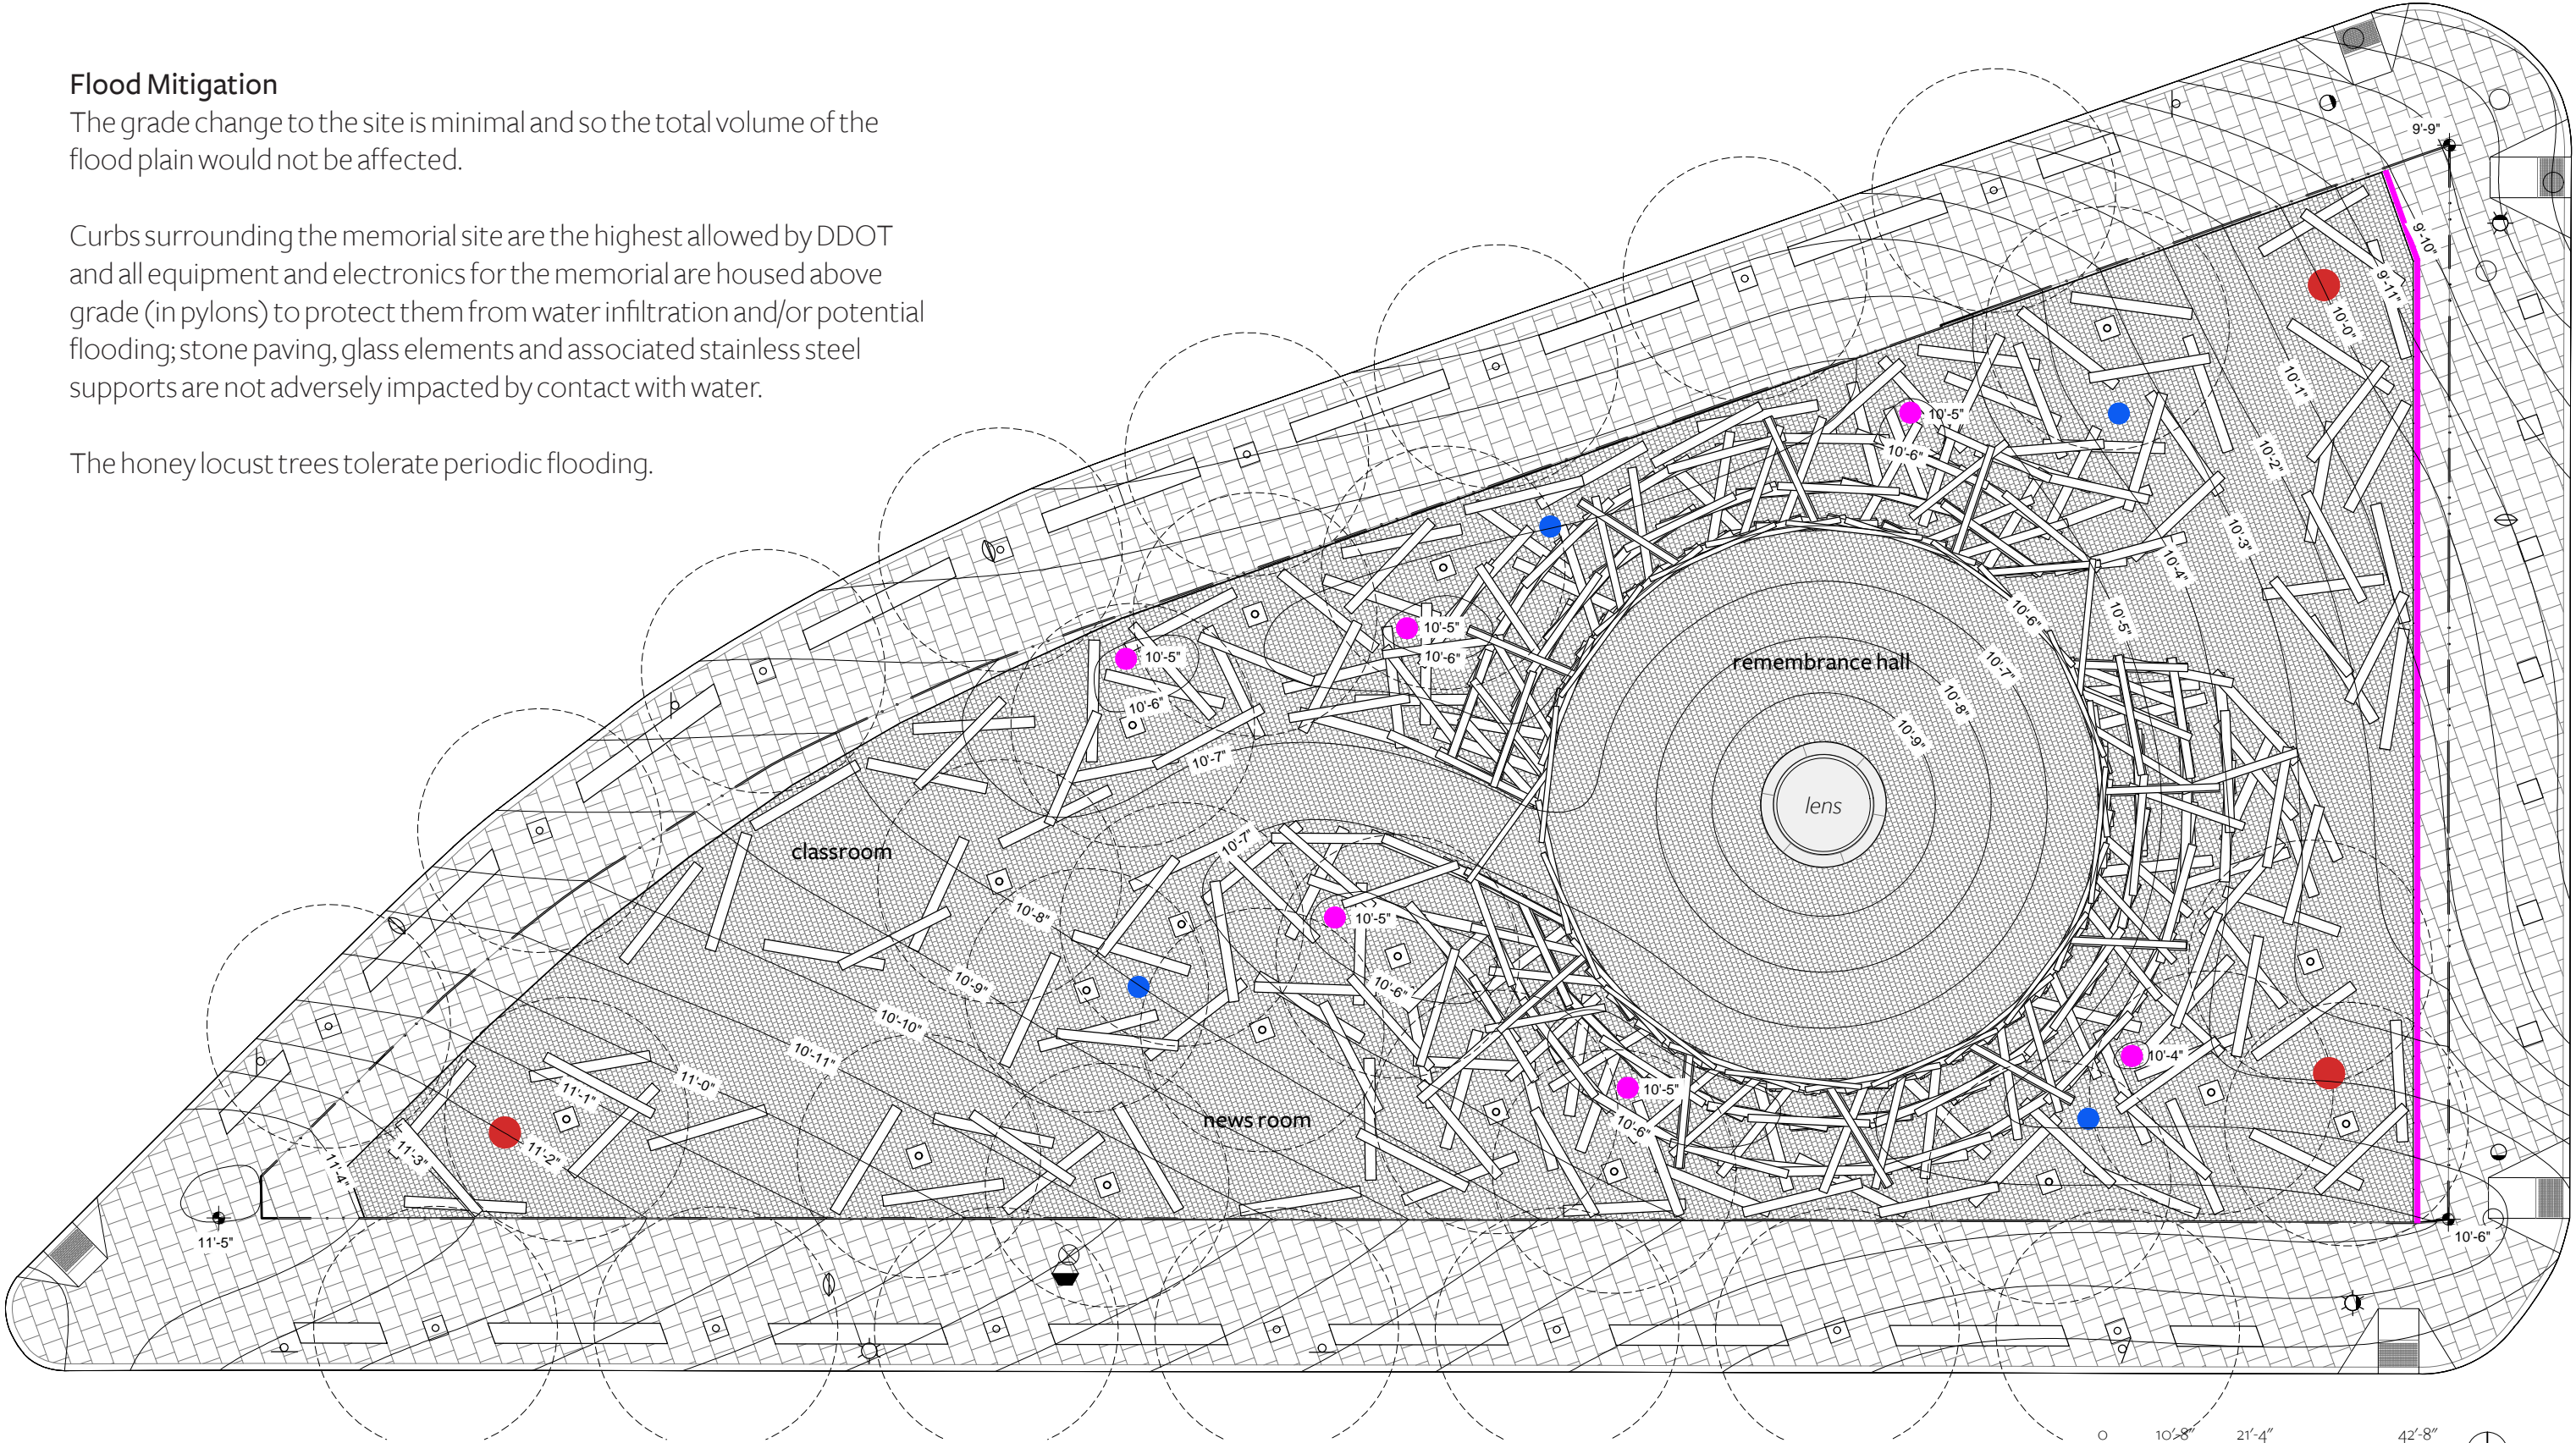 Flood Mitigation
The grade change to the site is minimal and so the total volume of the
flood plain would not be affected.
Curbs surrounding the memorial site are the highest allowed by DDOT
and all equipment and electronics for the memorial are housed above
grade (in pylons) to protect them from water infiltration and/or potential
flooding; stone paving, glass elements and associated stainless steel
supports are not adversely impacted by contact with water.
The honey locust trees tolerate periodic flooding.
9'-9"
9'-10"
9'-11"
10'-0"
10'-1"
10'-2"
10'-3"
10'-4"
10'-5"
10'-6"
10'-7"
10'-8"
10'-9"
10'-5"
10'-6"
10'-5"
10'-6"
10'-5"
10'-6"
10'-7"
remembrance hall
lens
classroom
10'-7"
10'-8"
10'-9"
10'-10"
10'-11"
11'-0"
11'-1"
11'-2"
11'-3"
11'-4"
11'-5"
10'-5"
10'-6"
news room
10'-5"
10'-6"
10'-4"
10'-6"
0 10'-8" 21'-4" 42'-8"